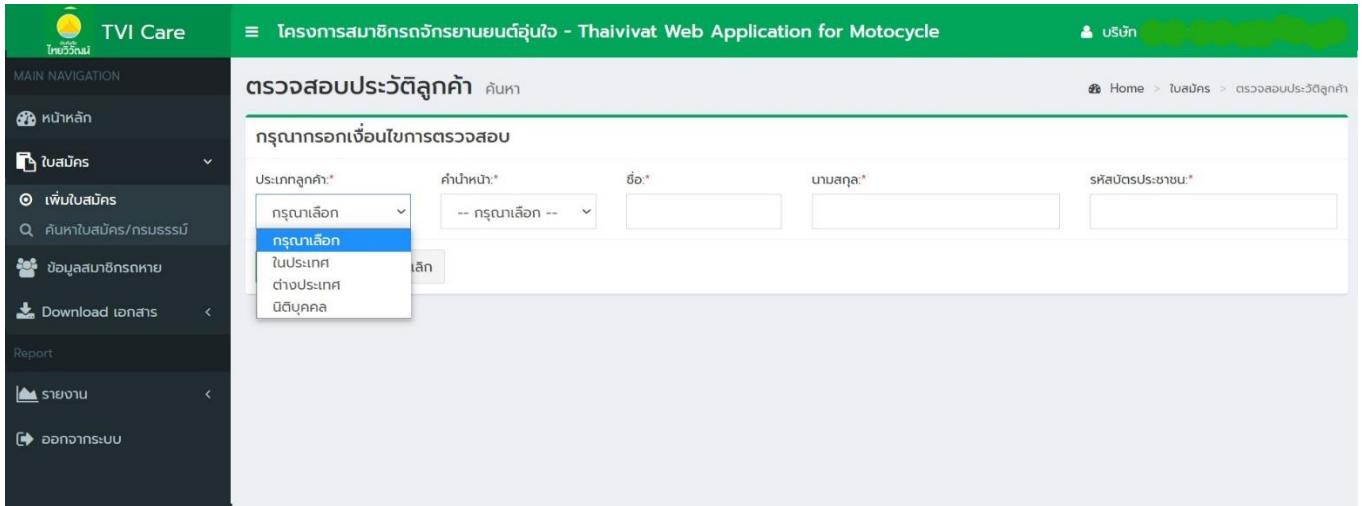 ประกันภัย
ไทยวิวัฒน์
TVI Care
โครงการสมาชิกรถจักรยานยนต์อุ่นใจ - Thaivivat Web Application for Motocycle
บริษัท
MAIN NAVIGATION
หน้าหลัก
ใบสมัคร
เพิ่มใบสมัคร
ค้นหาใบสมัคร/กรมธรรม์
ข้อมูลสมาชิกรถหาย
Download เอกสาร
Report
รายงาน
ออกจากระบบ
ตรวจสอบประวัติลูกค้า ค้นหา
Home > ใบสมัคร > ตรวจสอบประวัติลูกค้า
กรุณากรอกเงื่อนไขการตรวจสอบ
ประเภทลูกค้า:* คำนำหน้า:* ชื่อ:* นามสกุล:* รหัสบัตรประชาชน:*
กรุณาเลือก -- กรุณาเลือก --
กรุณาเลือก
ในประเทศ
ต่างประเทศ
นิติบุคคล